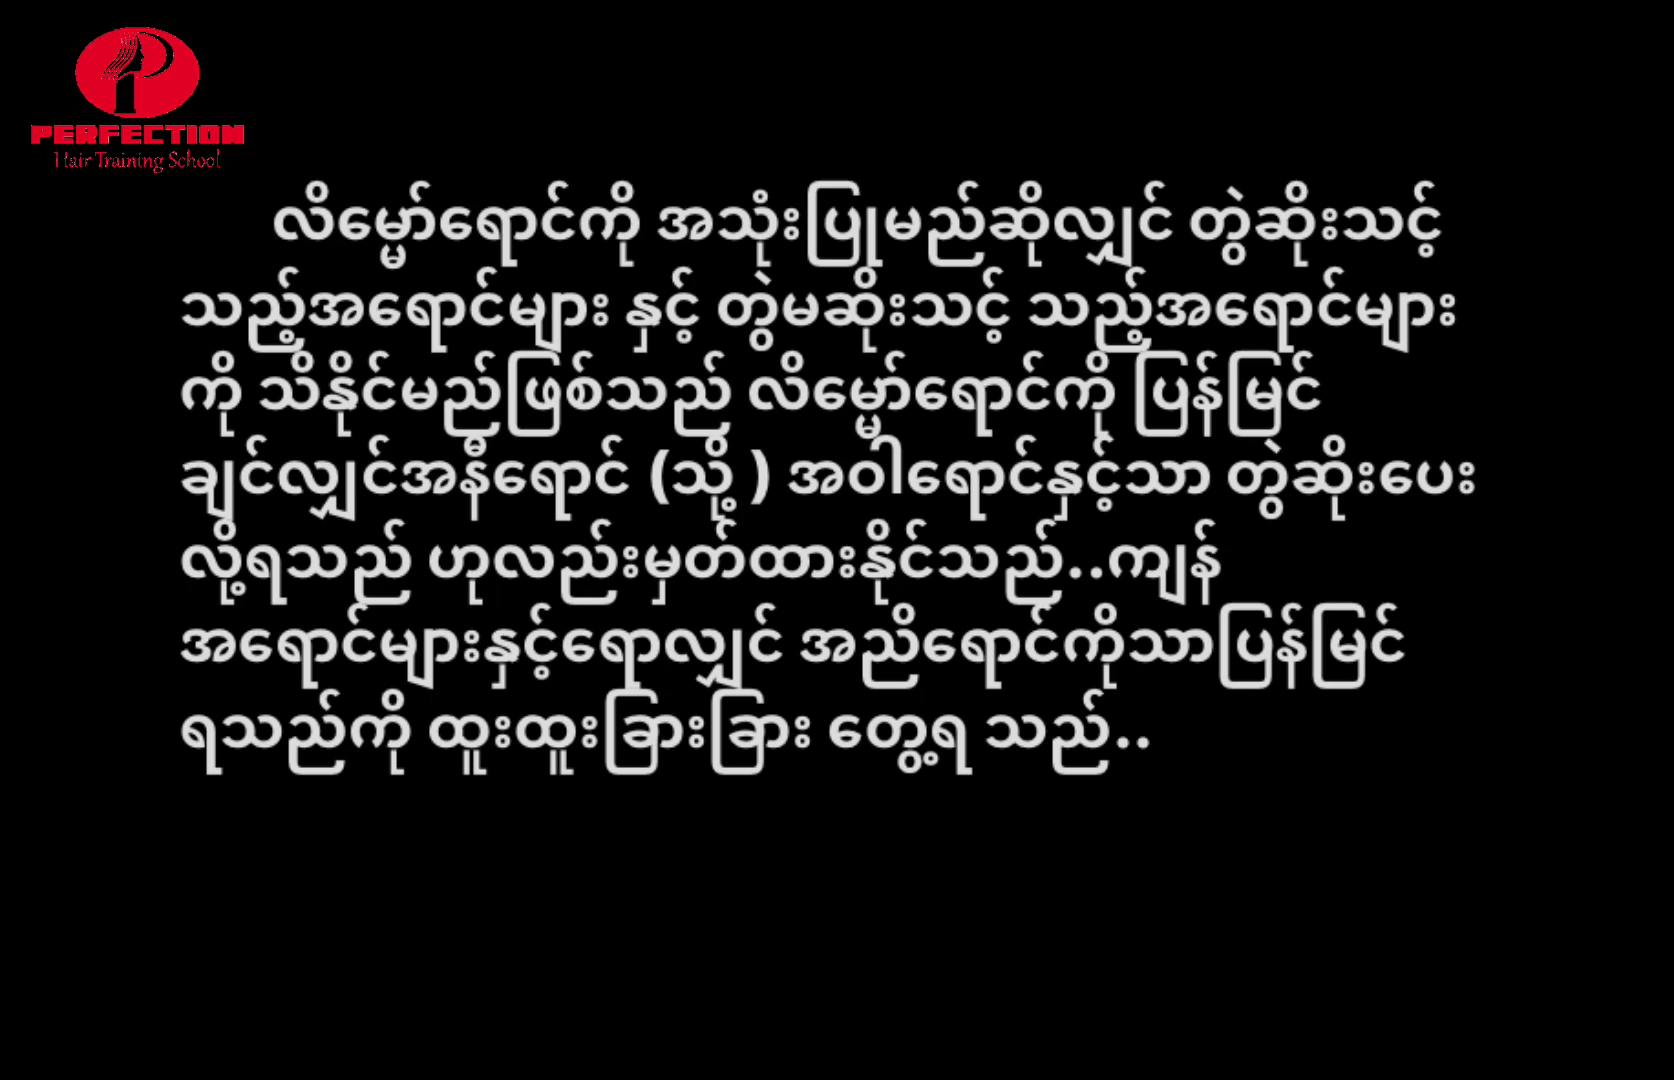 PERFECTION
Hair Training School
လိမ္မော်ရောင်ကို အသုံးပြုမည်ဆိုလျှင် တွဲဆိုးသင့်
သည့်အရောင်များ နှင့် တွဲမဆိုးသင့် သည့်အရောင်များ
ကို သိနိုင်မည်ဖြစ်သည် လိမ္မော်ရောင်ကို ပြန်မြင်
ချင်လျှင်အနီရောင် (သို့ ) အဝါရောင်နှင့်သာ တွဲဆိုးပေး
လို့ရသည် ဟုလည်းမှတ်ထားနိုင်သည်..ကျန်
အရောင်များနှင့်ရောလျှင် အညိရောင်ကိုသာပြန်မြင်
ရသည်ကို ထူးထူးခြားခြား တွေ့ရ သည်..